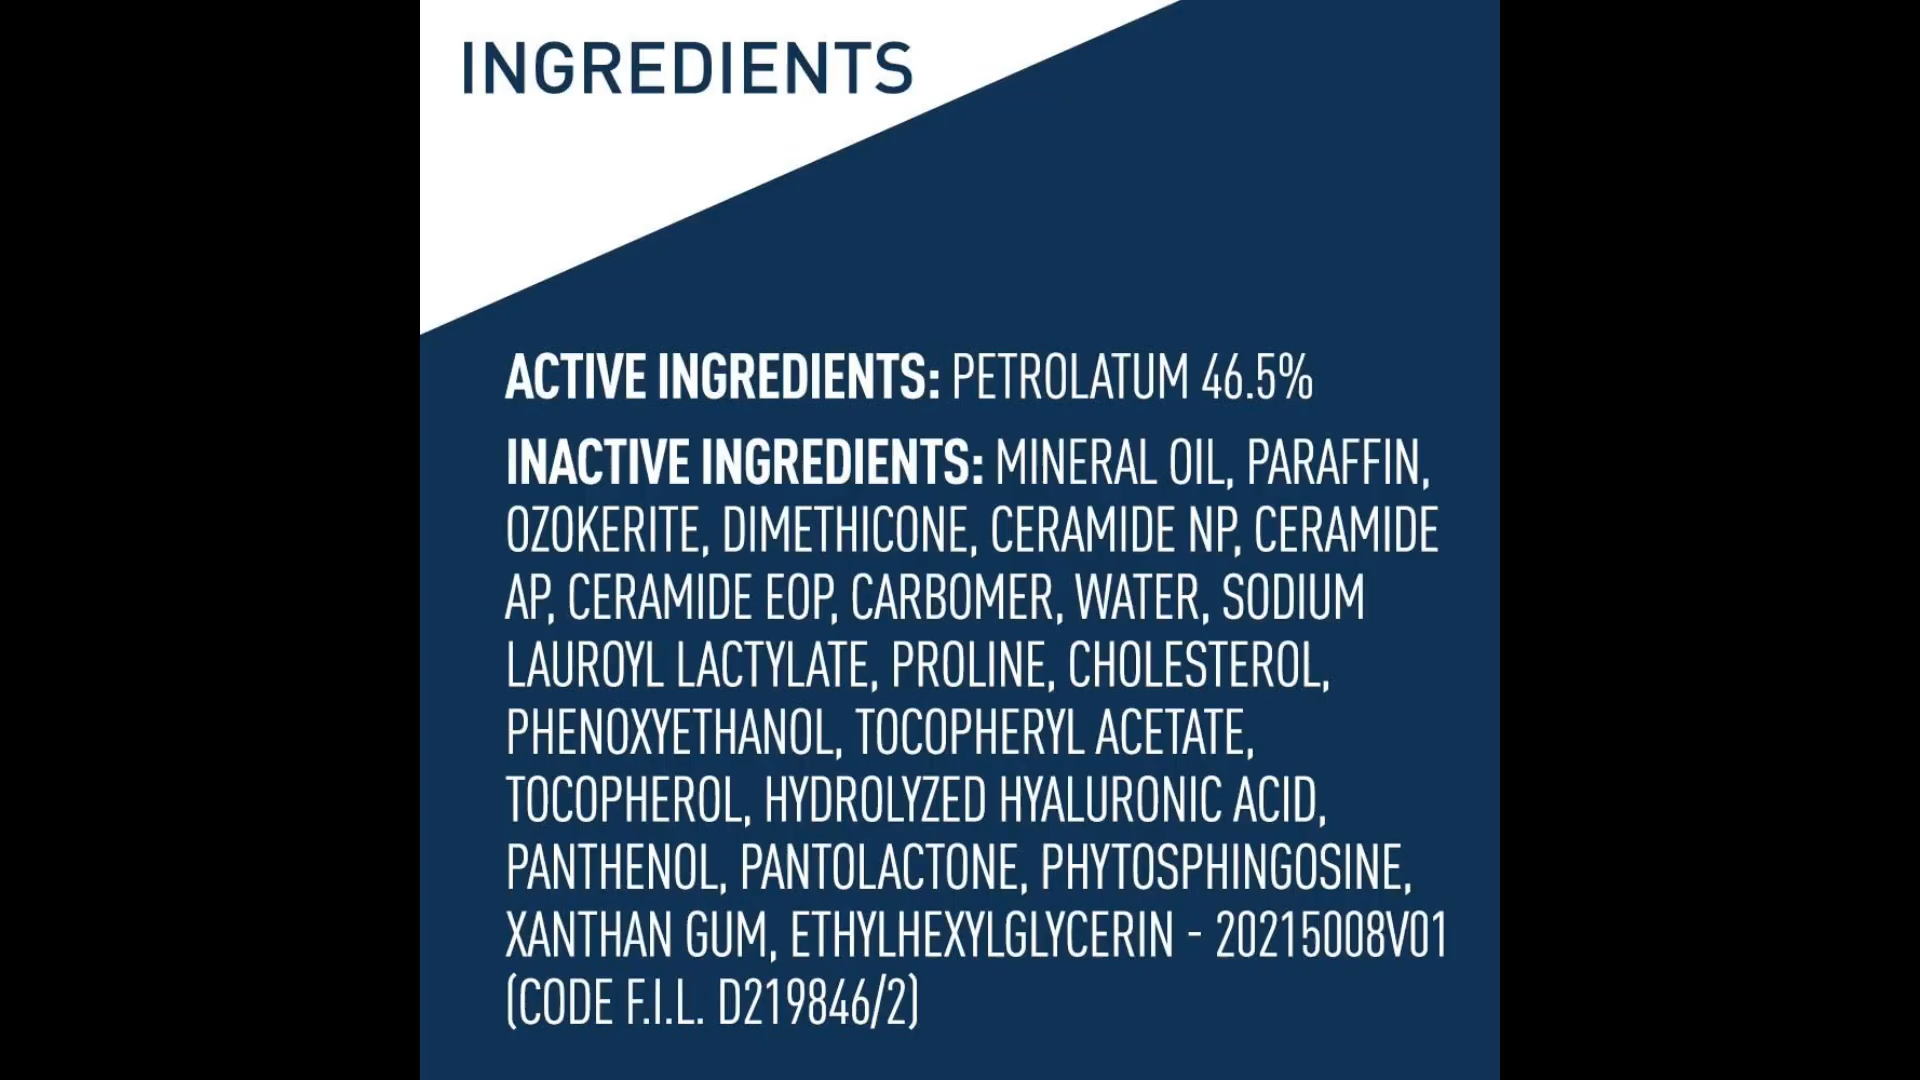 INGREDIENTS
ACTIVE INGREDIENTS: PETROLATUM 46.5%
INACTIVE INGREDIENTS: MINERAL OIL, PARAFFIN,
OZOKERITE, DIMETHICONE, CERAMIDE NP, CERAMIDE
AP, CERAMIDE EOP, CARBOMER, WATER, SODIUM
LAUROYL LACTYLATE, PROLINE, CHOLESTEROL,
PHENOXYETHANOL, TOCOPHERYL ACETATE,
TOCOPHEROL, HYDROLYZED HYALURONIC ACID,
PANTHENOL, PANTOLACTONE, PHYTOSPHINGOSINE,
XANTHAN GUM, ETHYLHEXYLGLYCERIN - 20215008V01
(CODE F.I.L. D219846/2)